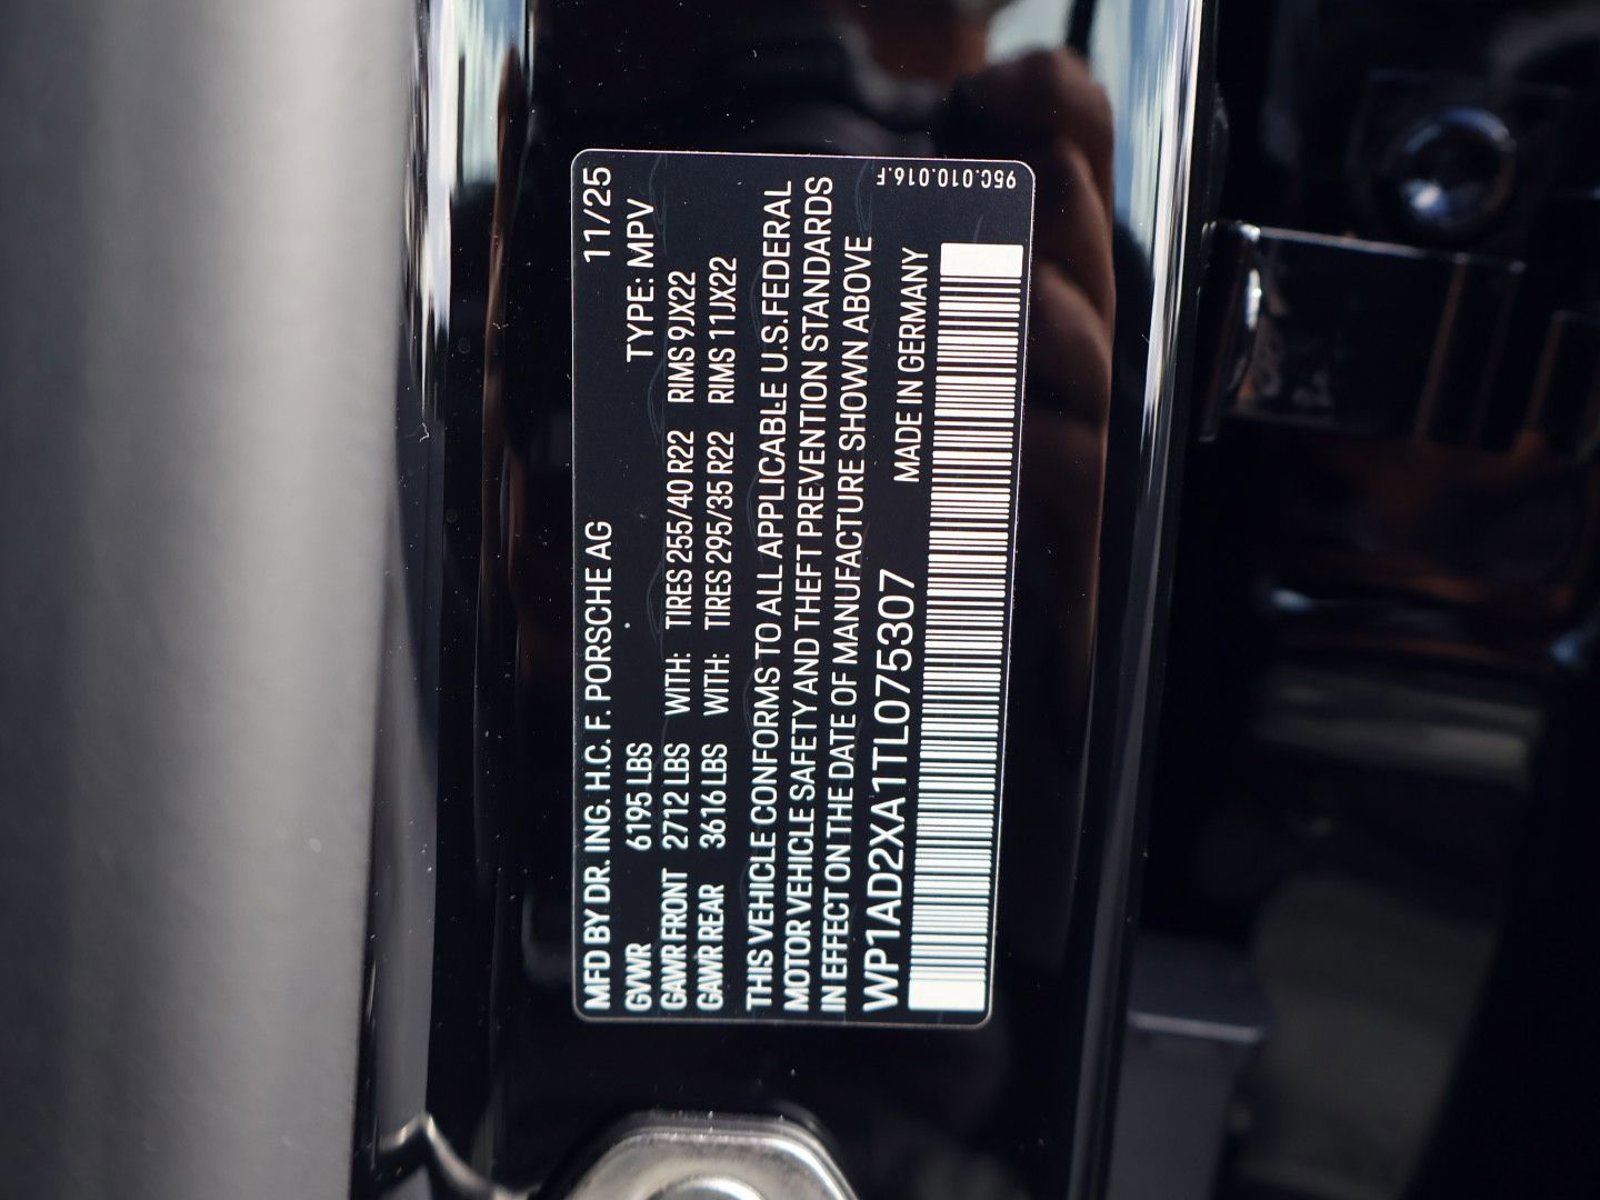 MFD BY DR. ING. H.C. F. PORSCHE AG 11/25
GVWR 6195 LBS TYPE: MPV
GAWR FRONT 2712 LBS WITH: TIRES 255/40 R22 RIMS 9JX22
GAWR REAR 3616 LBS WITH: TIRES 295/35 R22 RIMS 11JX22
THIS VEHICLE CONFORMS TO ALL APPLICABLE U.S. FEDERAL
MOTOR VEHICLE SAFETY AND THEFT PREVENTION STANDARDS
IN EFFECT ON THE DATE OF MANUFACTURE SHOWN ABOVE
WP1AD2XA1TL075307 MADE IN GERMANY
95C.010.016.F